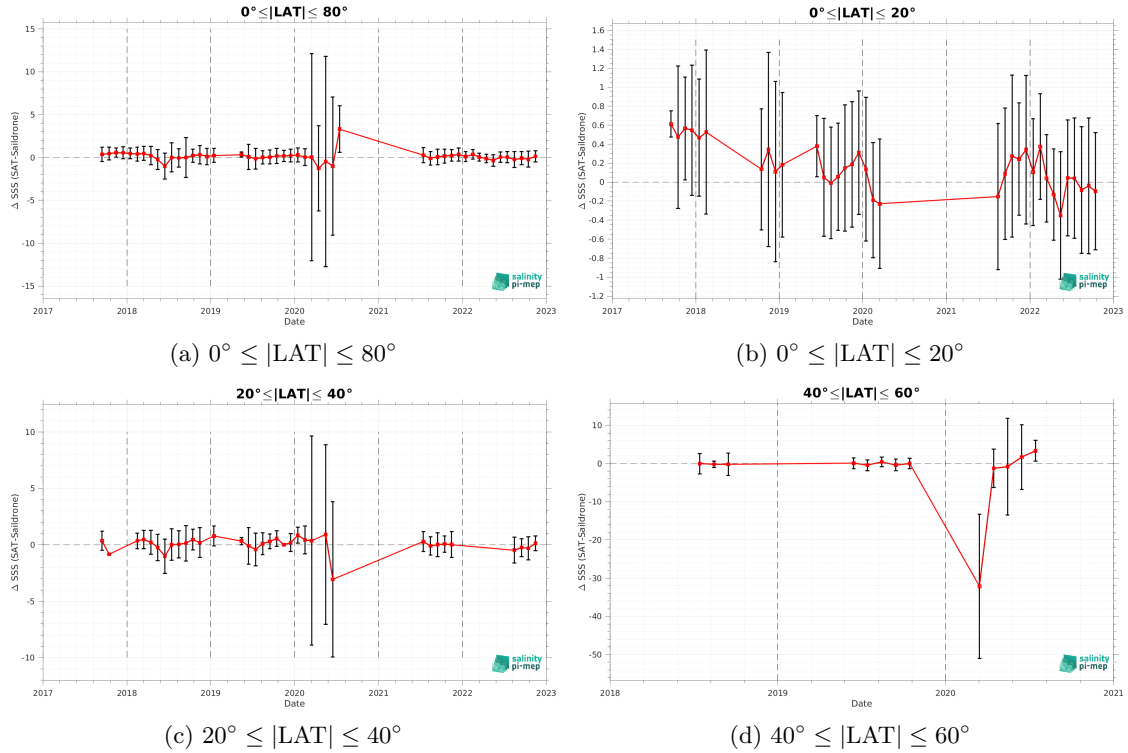 0°≤|LAT|≤ 80°
Δ SSS (SAT-Saildrone)
15
10
5
0
-5
-10
-15
salinity
pi-mep
2017 2018 2019 2020 2021 2022 2023
Date
(a) 0° ≤ |LAT| ≤ 80°
0°≤|LAT|≤ 20°
Δ SSS (SAT-Saildrone)
1.6
1.4
1.2
1
0.8
0.6
0.4
0.2
0
-0.2
-0.4
-0.6
-0.8
-1
-1.2
salinity
pi-mep
2017 2018 2019 2020 2021 2022 2023
Date
(b) 0° ≤ |LAT| ≤ 20°
20°≤|LAT|≤ 40°
Δ SSS (SAT-Saildrone)
10
5
0
-5
-10
salinity
pi-mep
2017 2018 2019 2020 2021 2022 2023
Date
(c) 20° ≤ |LAT| ≤ 40°
40°≤|LAT|≤ 60°
Δ SSS (SAT-Saildrone)
10
0
-10
-20
-30
-40
-50
salinity
pi-mep
2018 2019 2020 2021
Date
(d) 40° ≤ |LAT| ≤ 60°